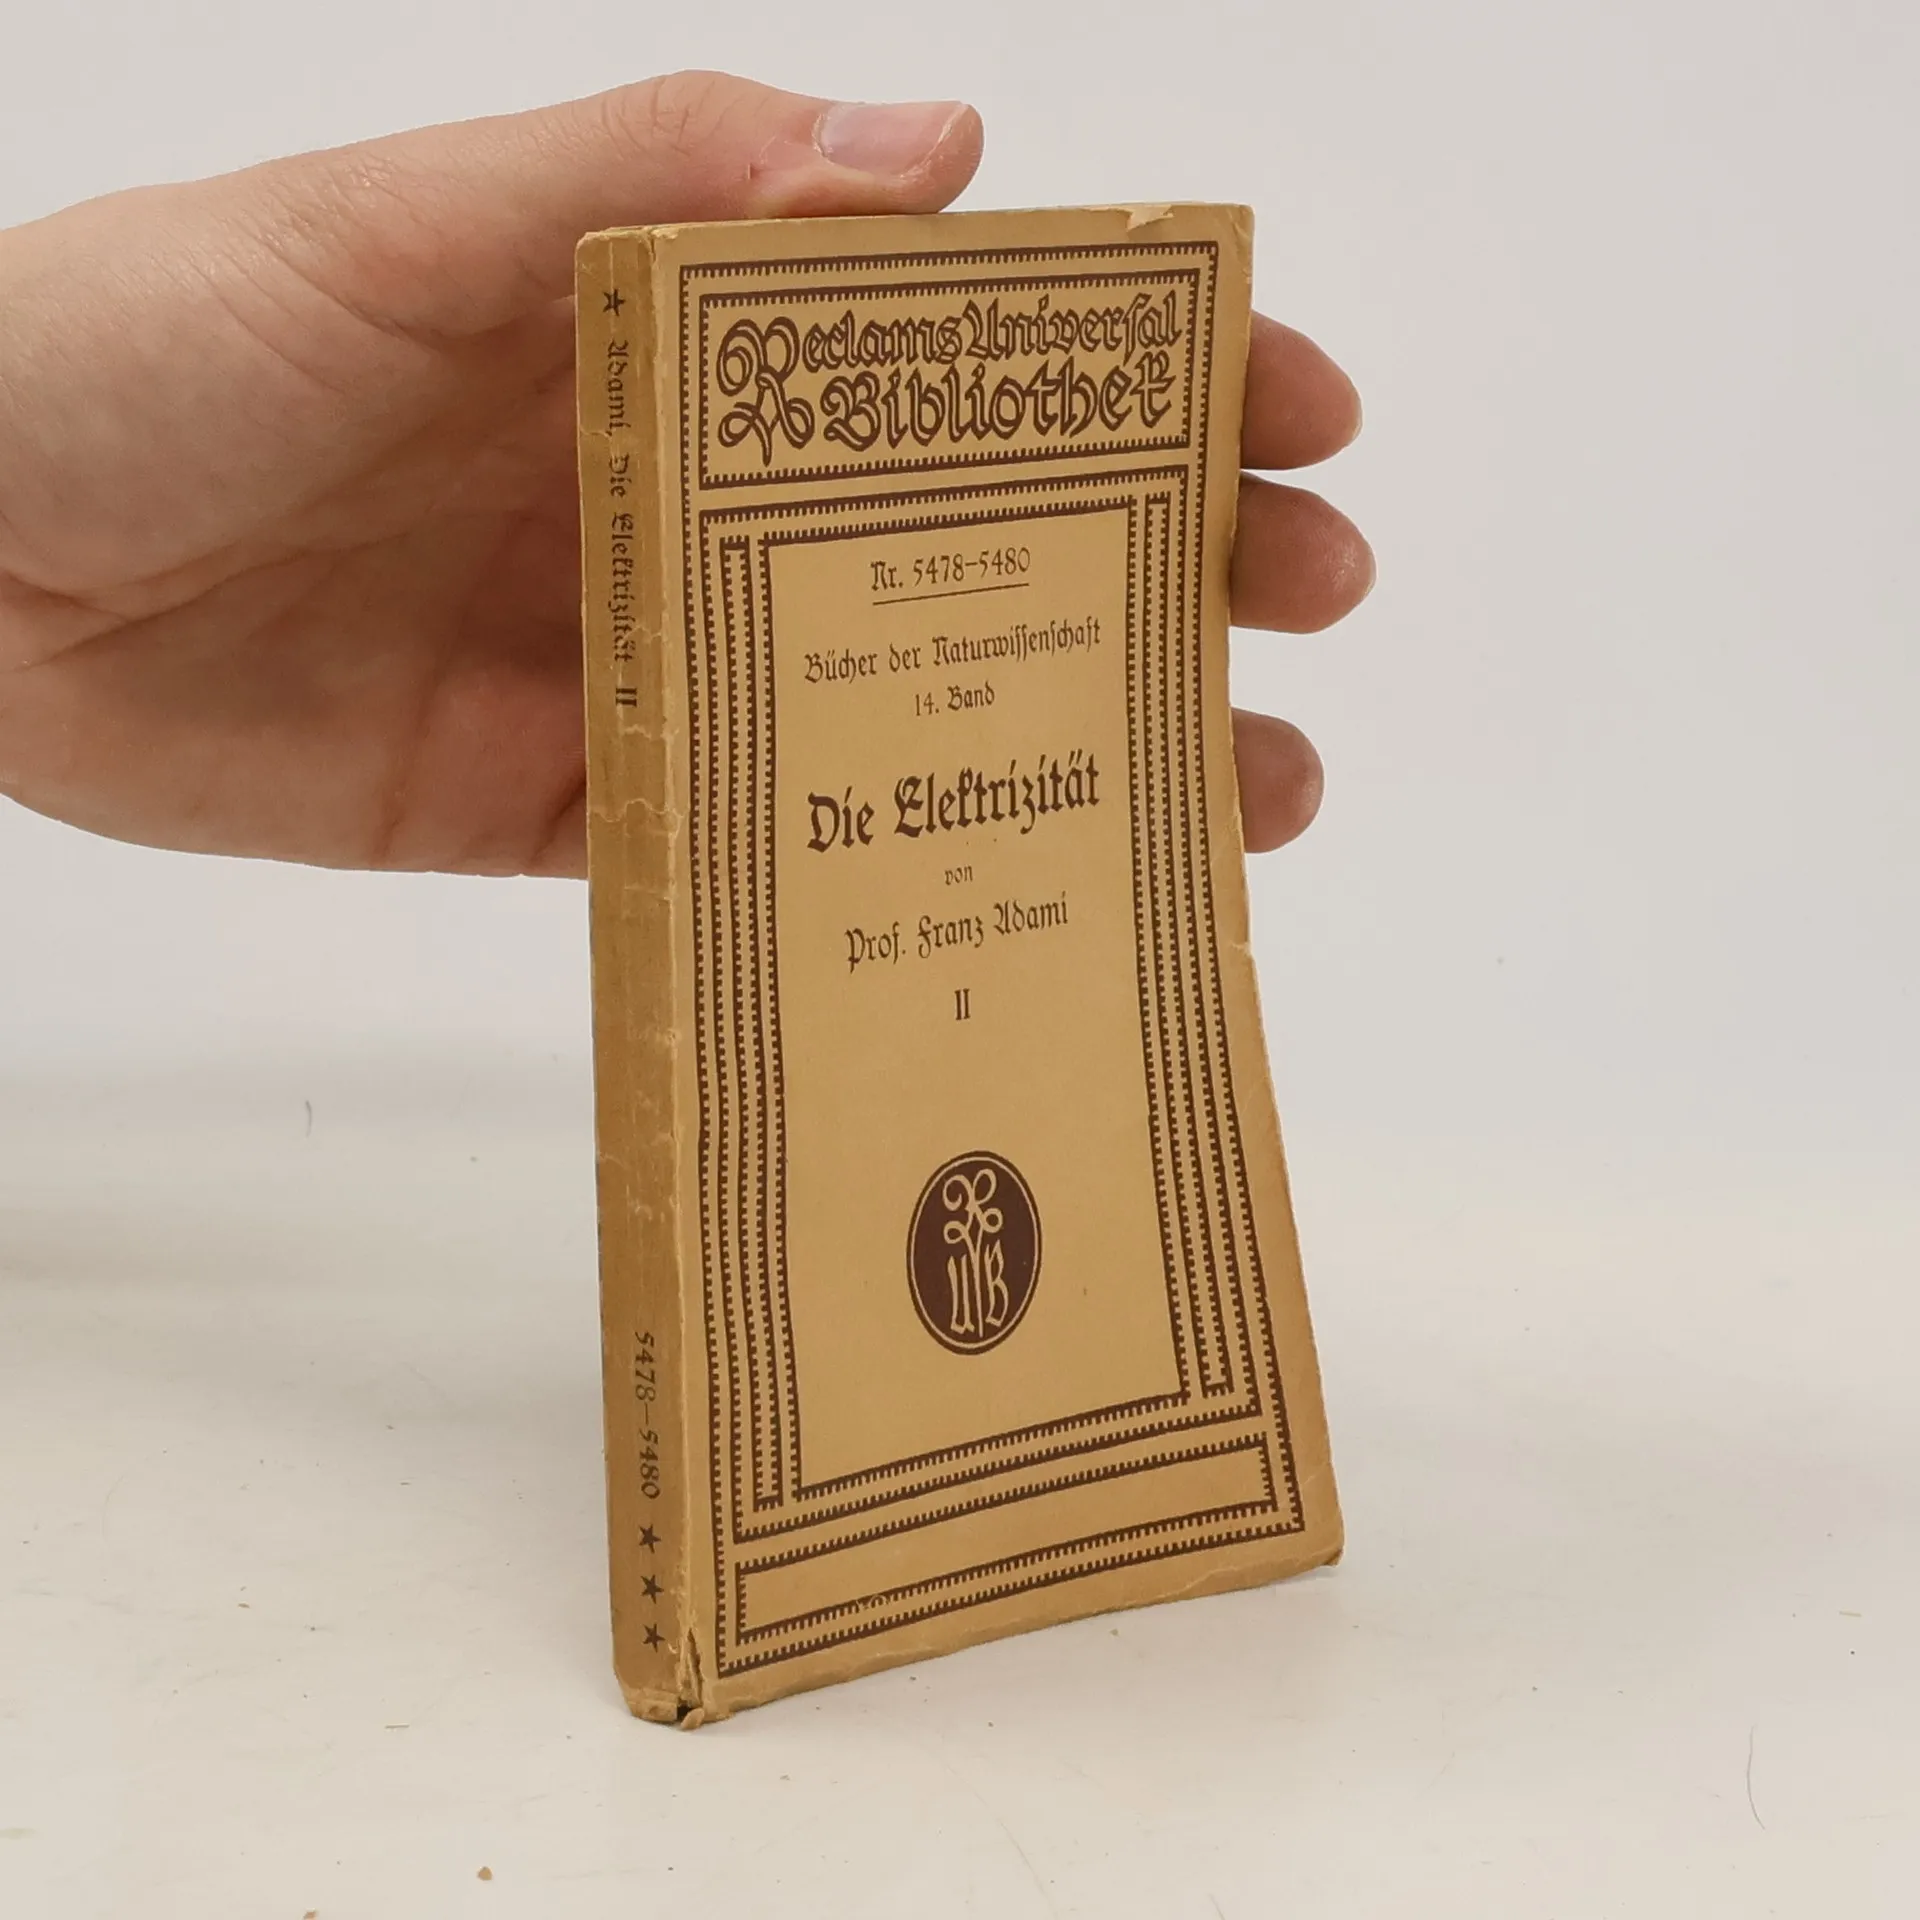 ★ Adami, Die Elektrizität II
5478–5480 ★ ★ ★
Reclams Universal
Bibliothek
Nr. 5478–5480
Bücher der Naturwiſſenſchaft
14. Band
Die Elektrizität
von
Prof. Franz Adami
II
R
U B